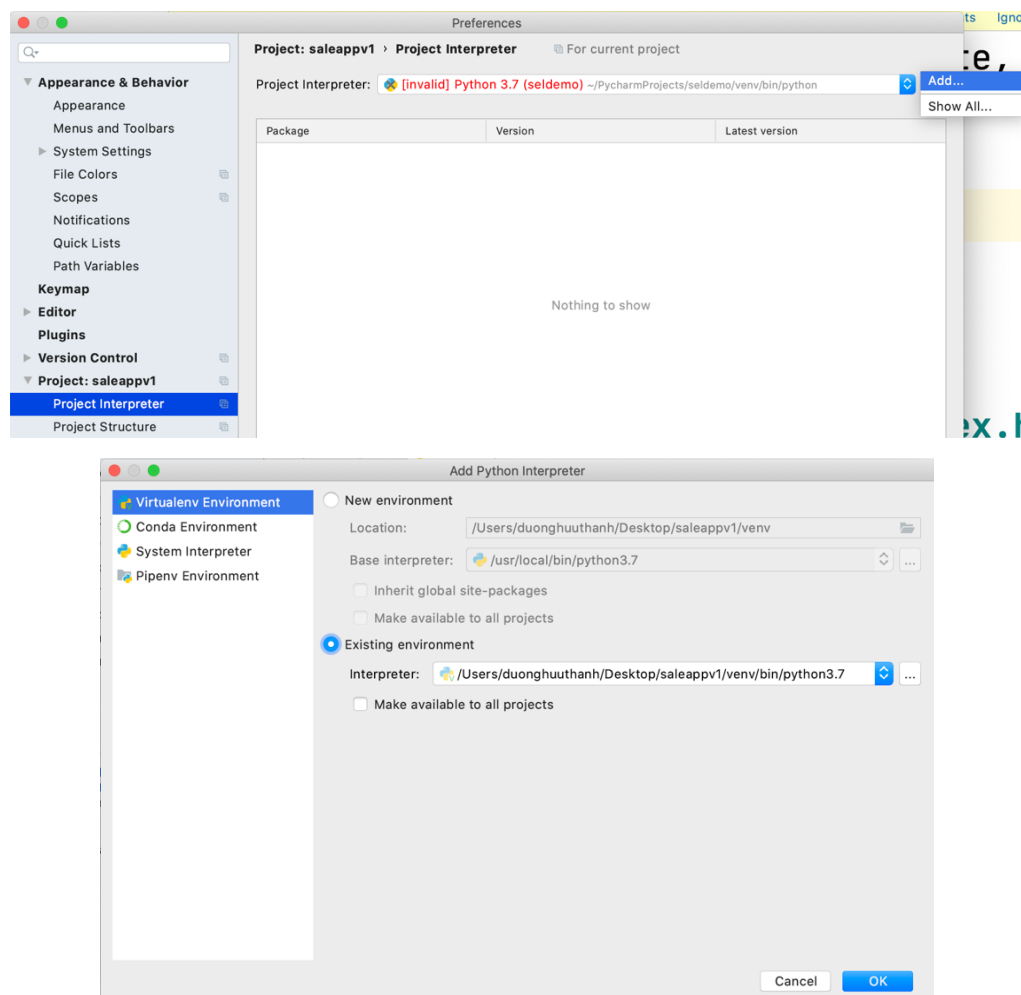 Preferences
Project: saleappv1 › Project Interpreter For current project
Project Interpreter: [invalid] Python 3.7 (seldemo) ~/PycharmProjects/seldemo/venv/bin/python
Add...
Show All...
Package Version Latest version
Nothing to show
Appearance & Behavior
Appearance
Menus and Toolbars
System Settings
File Colors
Scopes
Notifications
Quick Lists
Path Variables
Keymap
Editor
Plugins
Version Control
Project: saleappv1
Project Interpreter
Project Structure
Add Python Interpreter
Virtualenv Environment
Conda Environment
System Interpreter
Pipenv Environment
New environment
Location: /Users/duonghuuthanh/Desktop/saleappv1/venv
Base interpreter: /usr/local/bin/python3.7 ...
Inherit global site-packages
Make available to all projects
Existing environment
Interpreter: /Users/duonghuuthanh/Desktop/saleappv1/venv/bin/python3.7 ...
Make available to all projects
Cancel OK